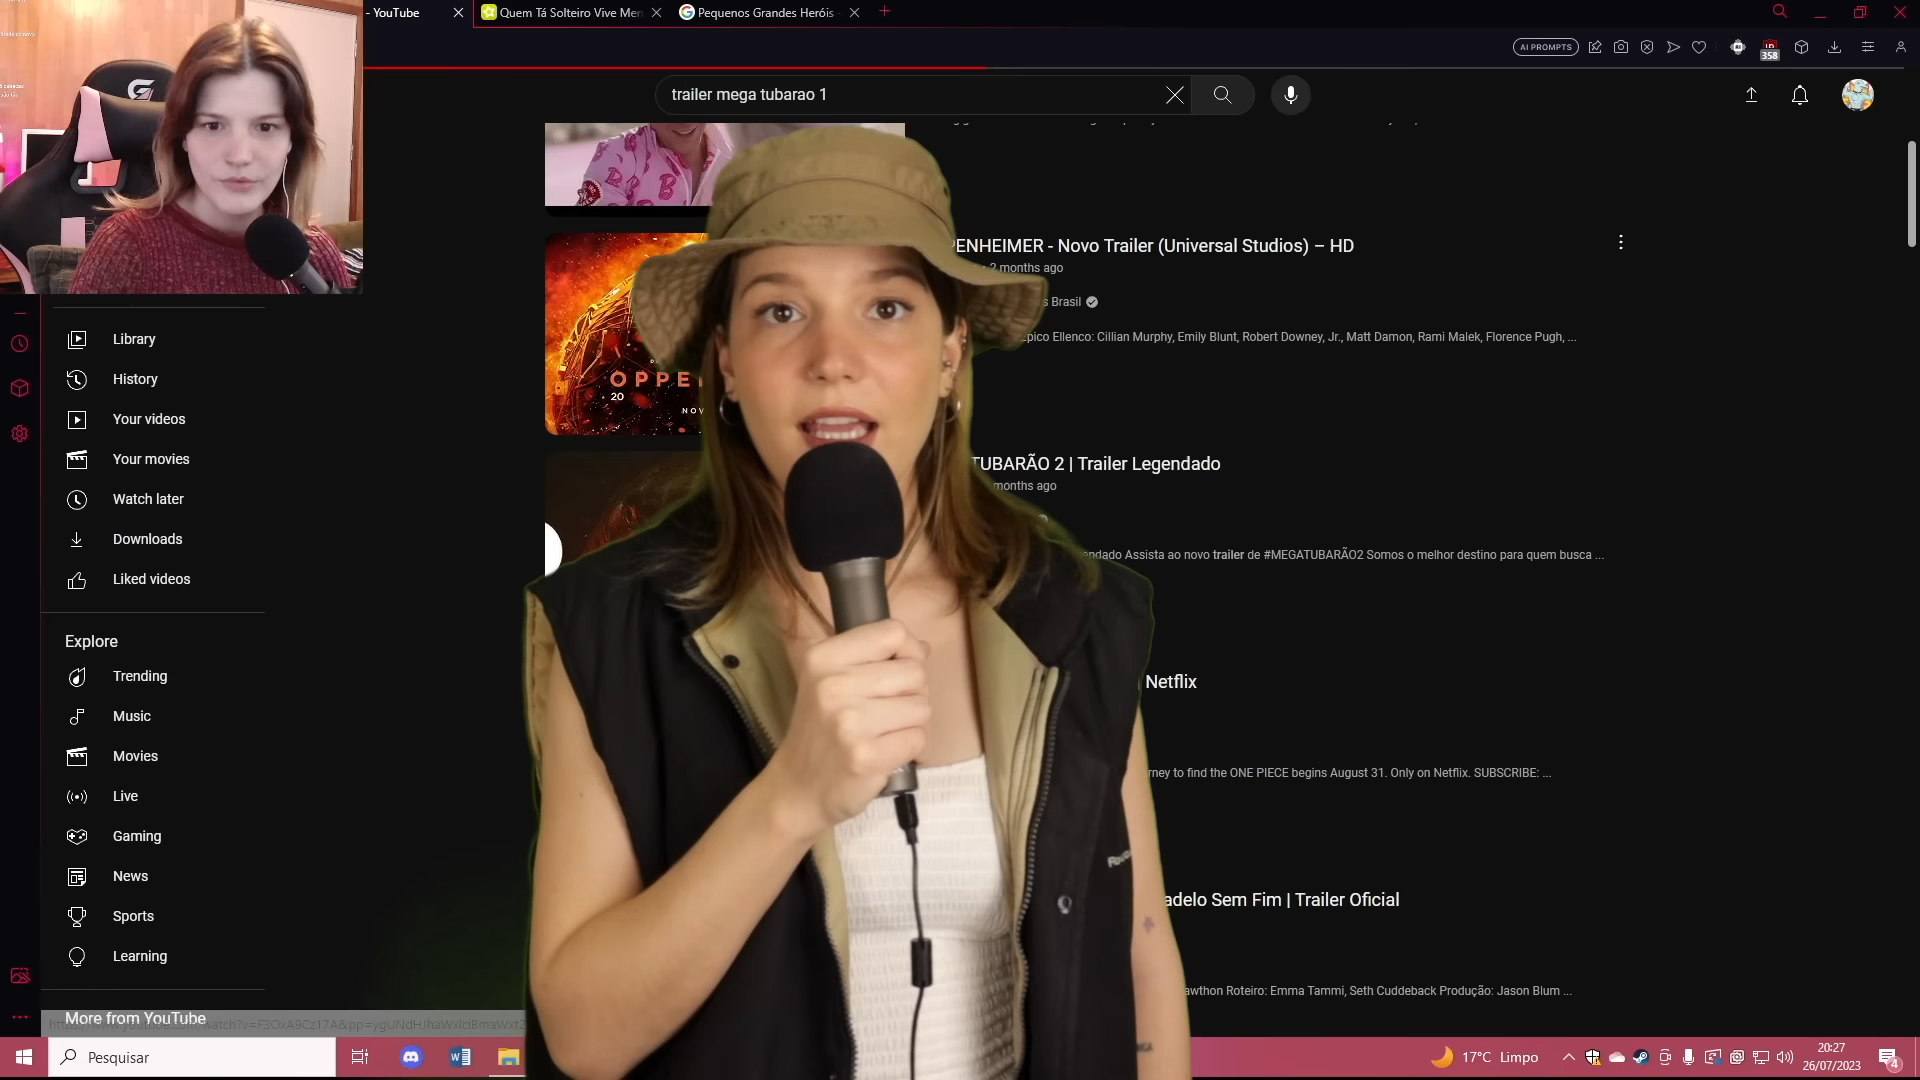 - YouTube
Quem Tá Solteiro Vive Men
Pequenos Grandes Heróis -
AI PROMPTS
358
trailer mega tubarao 1
PENHEIMER - Novo Trailer (Universal Studios) – HD
2 months ago
s Brasil
Épico Ellenco: Cillian Murphy, Emily Blunt, Robert Downey, Jr., Matt Damon, Rami Malek, Florence Pugh, ...
OPPE
20
NOV
TUBARÃO 2 | Trailer Legendado
months ago
endado Assista ao novo trailer de #MEGATUBARÃO2 Somos o melhor destino para quem busca ...
| Netflix
rney to find the ONE PIECE begins August 31. Only on Netflix. SUBSCRIBE: ...
adelo Sem Fim | Trailer Oficial
awthon Roteiro: Emma Tammi, Seth Cuddeback Produção: Jason Blum ...
Library
History
Your videos
Your movies
Watch later
Downloads
Liked videos
Explore
Trending
Music
Movies
Live
Gaming
News
Sports
Learning
More from YouTube
Pesquisar
17°C Limpo
20:27
26/07/2023
4